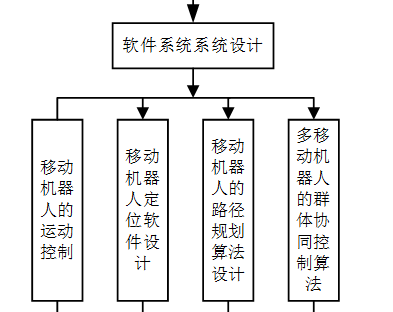 软件系统系统设计
移动
机器
人的
运动
控制
移动
机器
人定
位软
件设
计
移动
机器
人的
路径
规划
算法
设计
多移
动机
器人
的群
体协
同控
制算
法